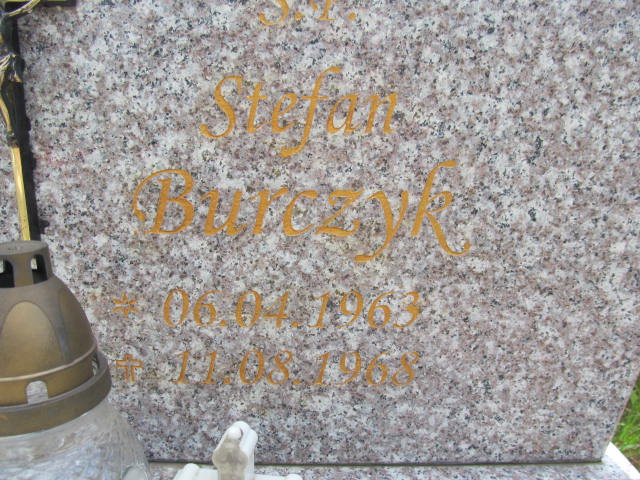 Ś.P.
Stefan
Burczyk
* 06.04.1963
✝ 11.08.1968